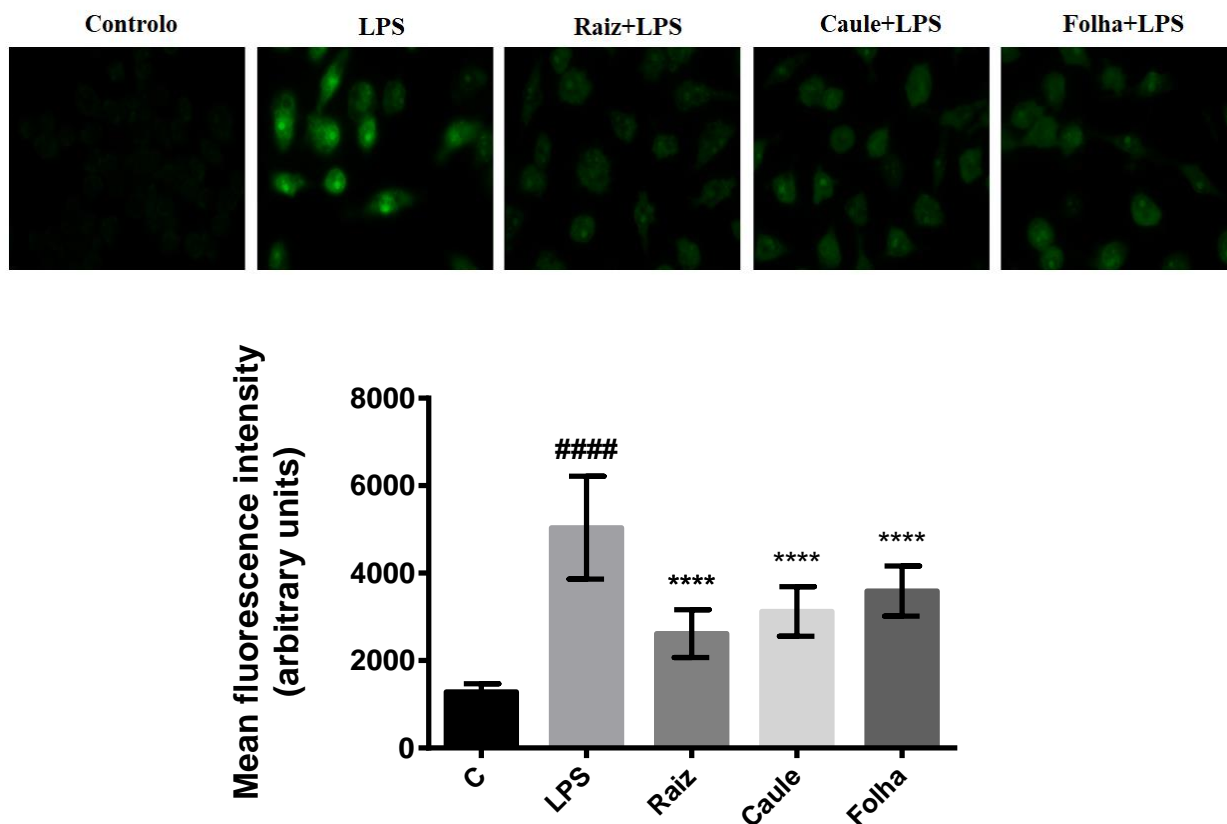 Controlo
LPS
Raiz+LPS
Caule+LPS
Folha+LPS
Mean fluorescence intensity
(arbitrary units)
8000
6000
4000
2000
0
####
****
****
****
C
LPS
Raiz
Caule
Folha